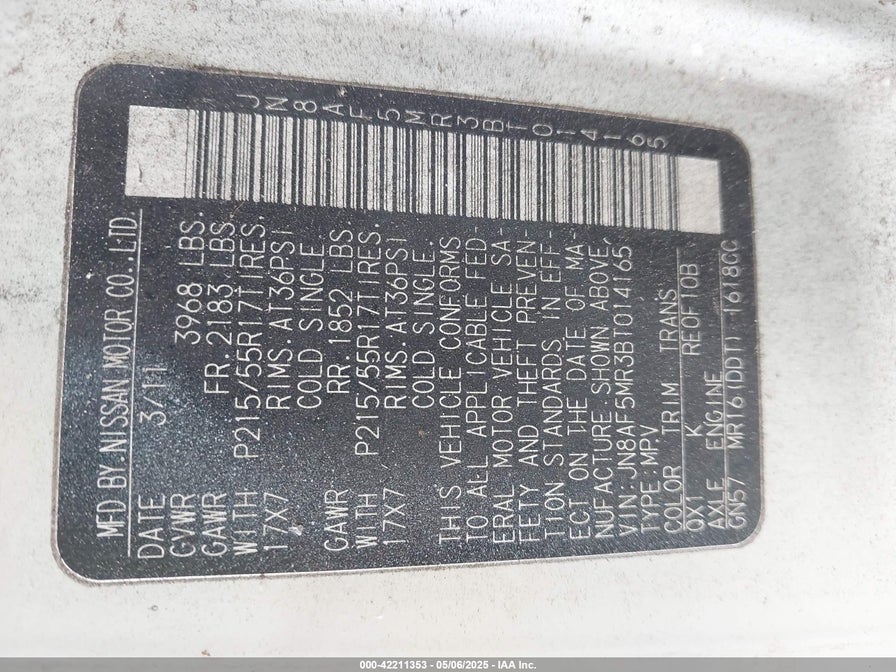 MFD BY.NISSAN MOTOR CO.,LTD.
DATE 3/11
GVWR 3968 LBS.
GAWR FR.2183 LBS.
WITH P215/55R17TIRES.
17X7 RIMS.AT36PSI
COLD SINGLE
GAWR RR.1852 LBS.
WITH P215/55R17TIRES.
17X7 RIMS.AT36PSI
COLD SINGLE.
THIS VEHICLE CONFORMS
TO ALL APPLICABLE FED-
ERAL MOTOR VEHICLE SA-
FETY AND THEFT PREVEN-
TION STANDARDS IN EFF-
ECT ON THE DATE OF MA-
NUFACTURE SHOWN ABOVE,
VIN:JN8AF5MR3BT014165
TYPE:MPV
COLOR TRIM TRANS
QX1 K RE0F10B
AXLE ENGINE
GN57 MR16(DDT) 1618CC
JN8AF5MR3BT014165
000-42211353 - 05/06/2025 - IAA Inc.